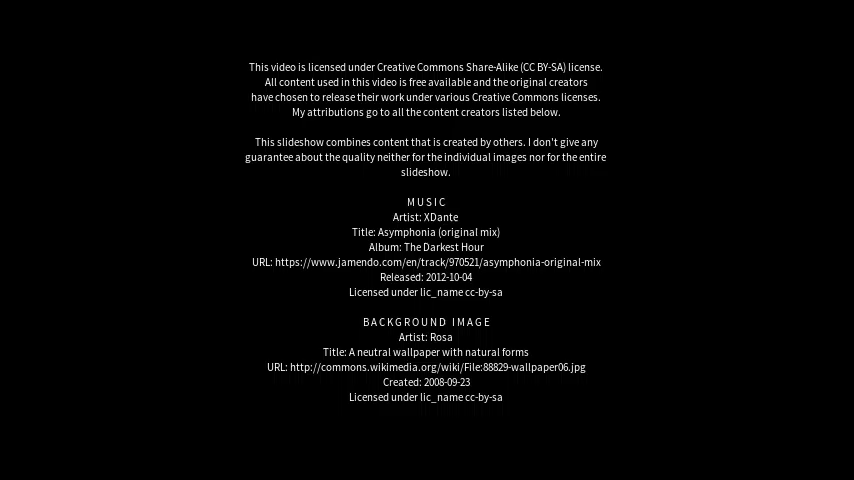 This video is licensed under Creative Commons Share-Alike (CC BY-SA) license.
All content used in this video is free available and the original creators
have chosen to release their work under various Creative Commons licenses.
My attributions go to all the content creators listed below.
This slideshow combines content that is created by others. I don't give any
guarantee about the quality neither for the individual images nor for the entire
slideshow.
MUSIC
Artist: XDante
Title: Asymphonia (original mix)
Album: The Darkest Hour
URL: https://www.jamendo.com/en/track/970521/asymphonia-original-mix
Released: 2012-10-04
Licensed under lic_name cc-by-sa
BACKGROUND IMAGE
Artist: Rosa
Title: A neutral wallpaper with natural forms
URL: http://commons.wikimedia.org/wiki/File:88829-wallpaper06.jpg
Created: 2008-09-23
Licensed under lic_name cc-by-sa